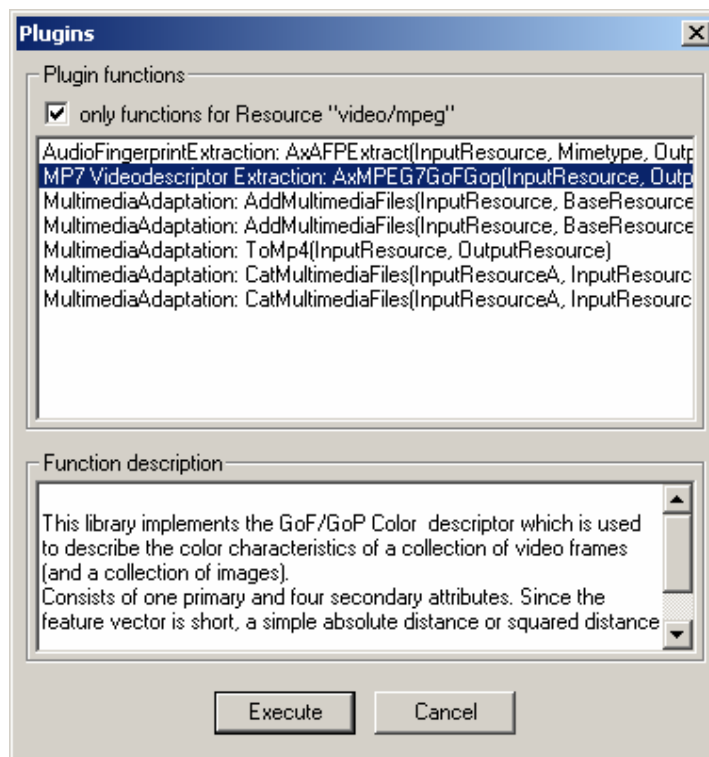 Plugins
Plugin functions
only functions for Resource "video/mpeg"
AudioFingerprintExtraction: AxAFPExtract(InputResource, Mimetype, Outp
MP7 Videodescriptor Extraction: AxMPEG7GoFGop(InputResource, Outp
MultimediaAdaptation: AddMultimediaFiles(InputResource, BaseResource
MultimediaAdaptation: AddMultimediaFiles(InputResource, BaseResource
MultimediaAdaptation: ToMp4(InputResource, OutputResource)
MultimediaAdaptation: CatMultimediaFiles(InputResourceA, InputResourc
MultimediaAdaptation: CatMultimediaFiles(InputResourceA, InputResourc
Function description
This library implements the GoF/GoP Color descriptor which is used
to describe the color characteristics of a collection of video frames
(and a collection of images).
Consists of one primary and four secondary attributes. Since the
feature vector is short, a simple absolute distance or squared distance
Execute
Cancel